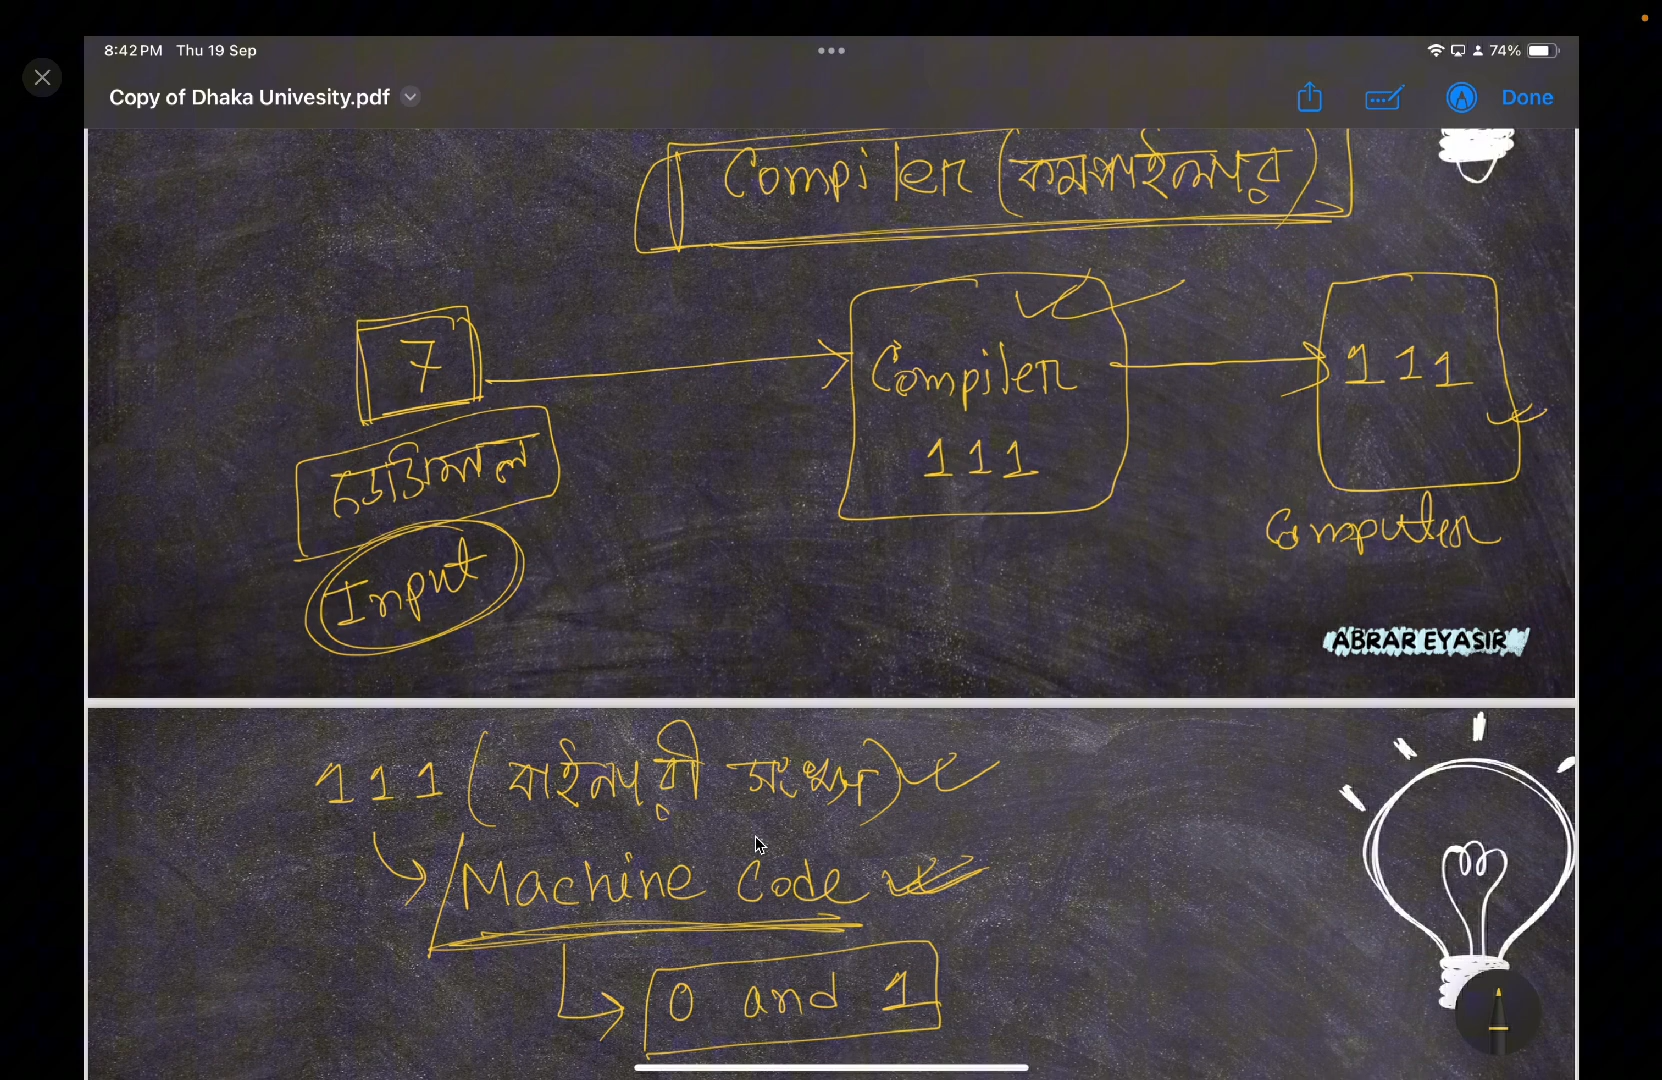 8:42 PM Thu 19 Sep
74%
Copy of Dhaka Univesity.pdf
Done
Compiler (কমপাইলার)
7
Compiler
111
111
ডেসিমাল
Input
Computer
ABRAR EYASIR
111 (বাইনারী সংখ্যা)
Machine Code
0 and 1